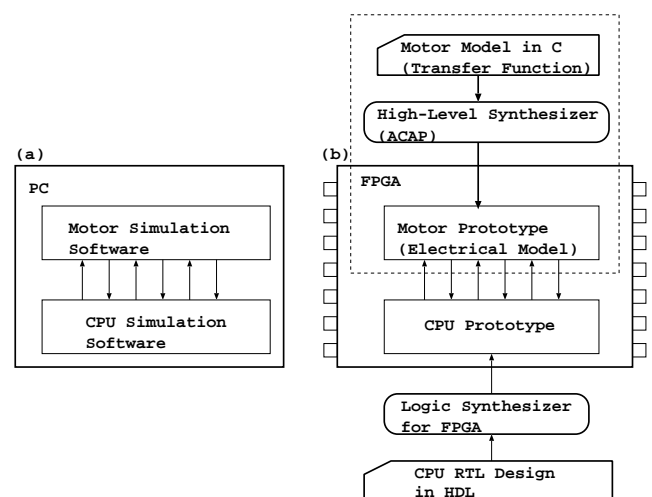 Motor Model in C
(Transfer Function)
High-Level Synthesizer
(ACAP)
(a)
(b)
PC
FPGA
Motor Simulation
Software
Motor Prototype
(Electrical Model)
CPU Simulation
Software
CPU Prototype
Logic Synthesizer
for FPGA
CPU RTL Design
in HDL